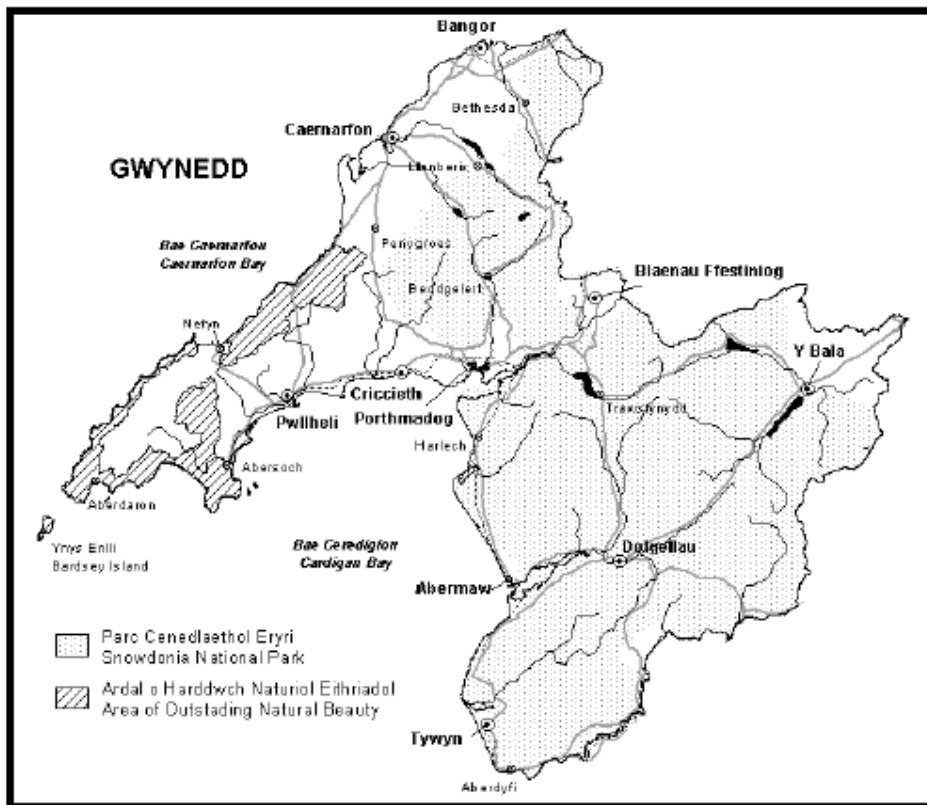 Bangor
Bethesda
Caernarfon
Llanberis
GWYNEDD
Penygroes
Bae Caernarfon
Caernarfon Bay
Beddgelert
Blaenau Ffestiniog
Nefyn
Y Bala
Criccieth
Pwllheli
Porthmadog
Trawsfynydd
Harlech
Abersoch
Aberdaron
Ynys Enlli
Bardsey Island
Bae Ceredigion
Cardigan Bay
Dolgellau
Abermaw
Parc Cenedlaethol Eryri
Snowdonia National Park
Ardal o Harddwch Naturiol Eithriadol
Area of Outstading Natural Beauty
Tywyn
Aberdyfi